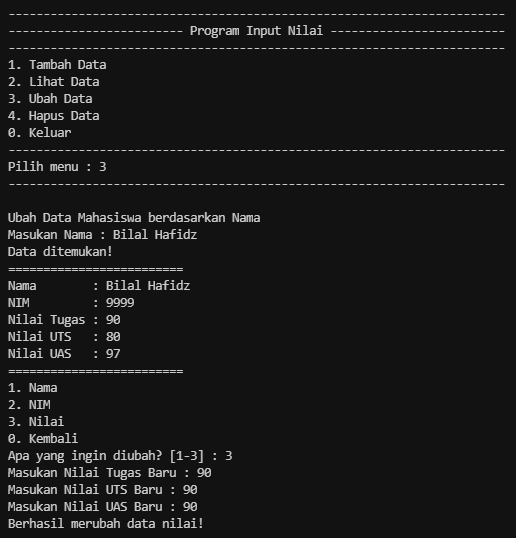 -----------------------------------------------------------------------
------------------------- Program Input Nilai -------------------------
-----------------------------------------------------------------------
1. Tambah Data
2. Lihat Data
3. Ubah Data
4. Hapus Data
0. Keluar
-----------------------------------------------------------------------
Pilih menu : 3
-----------------------------------------------------------------------
Ubah Data Mahasiswa berdasarkan Nama
Masukan Nama : Bilal Hafidz
Data ditemukan!
=========================
Nama        : Bilal Hafidz
NIM         : 9999
Nilai Tugas : 90
Nilai UTS   : 80
Nilai UAS   : 97
=========================
1. Nama
2. NIM
3. Nilai
0. Kembali
Apa yang ingin diubah? [1-3] : 3
Masukan Nilai Tugas Baru : 90
Masukan Nilai UTS Baru : 90
Masukan Nilai UAS Baru : 90
Berhasil merubah data nilai!